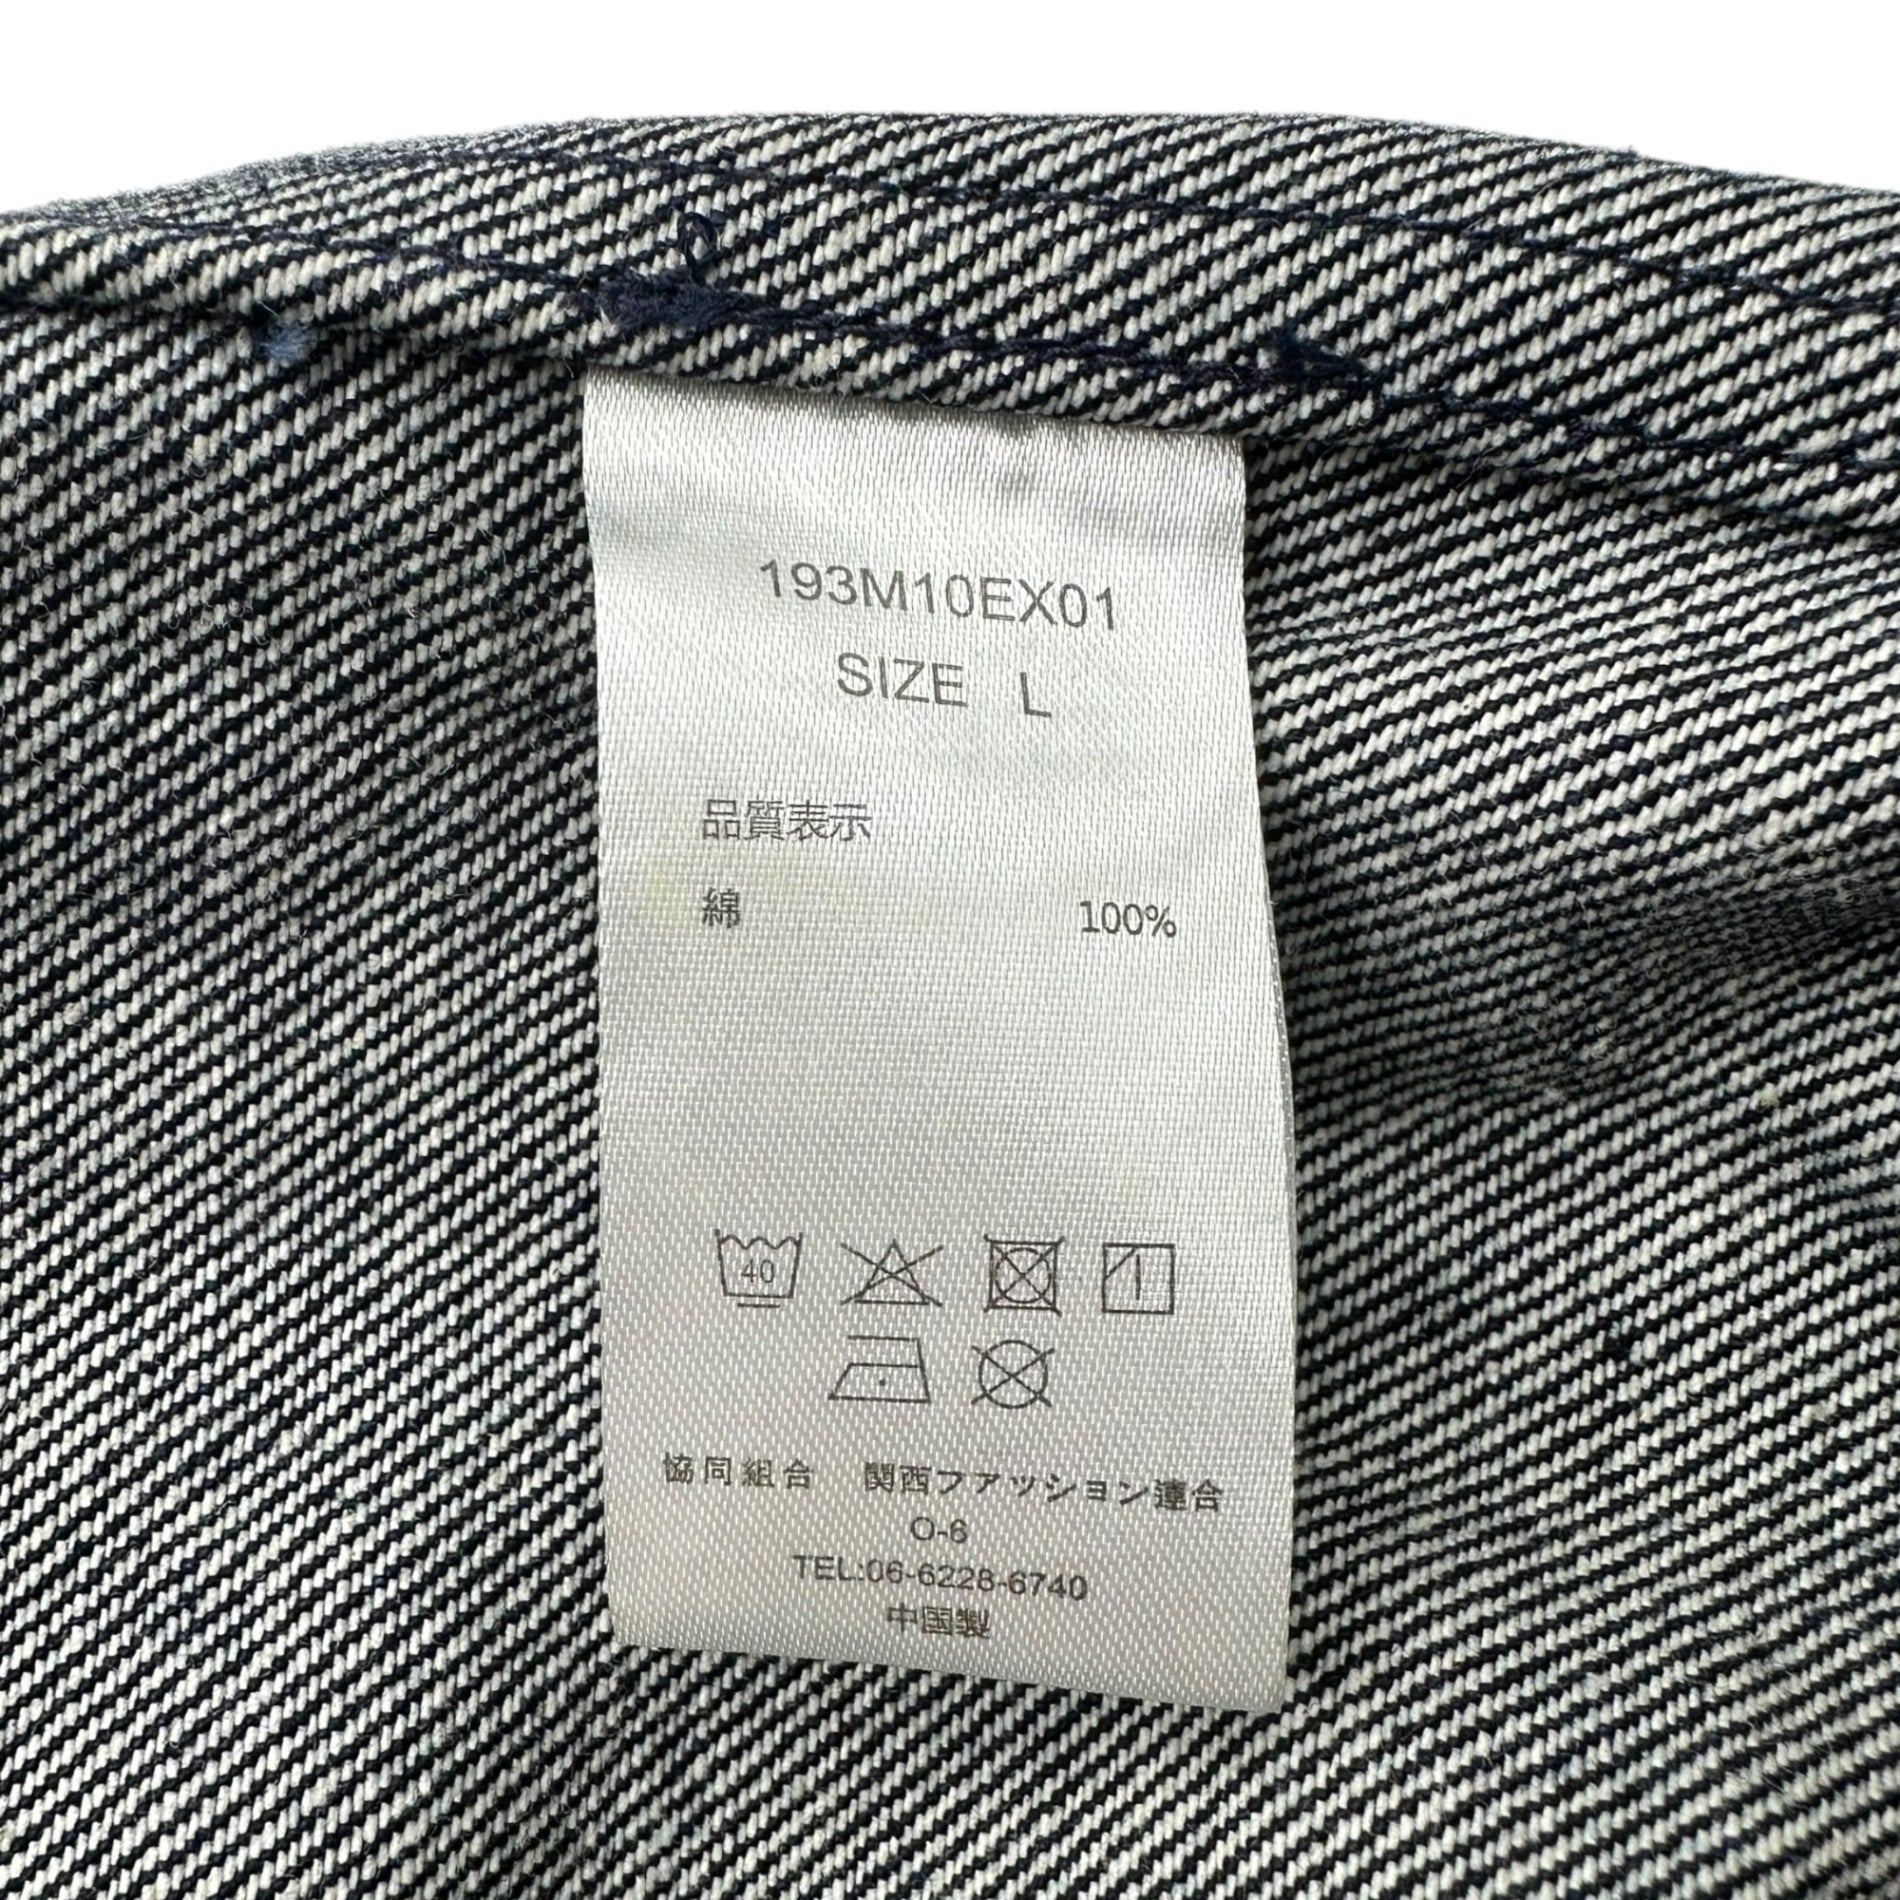 193M10EX01
SIZE L
品質表示
綿 100%
40
協同組合 関西ファッション連合
O-6
TEL:06-6228-6740
中国製